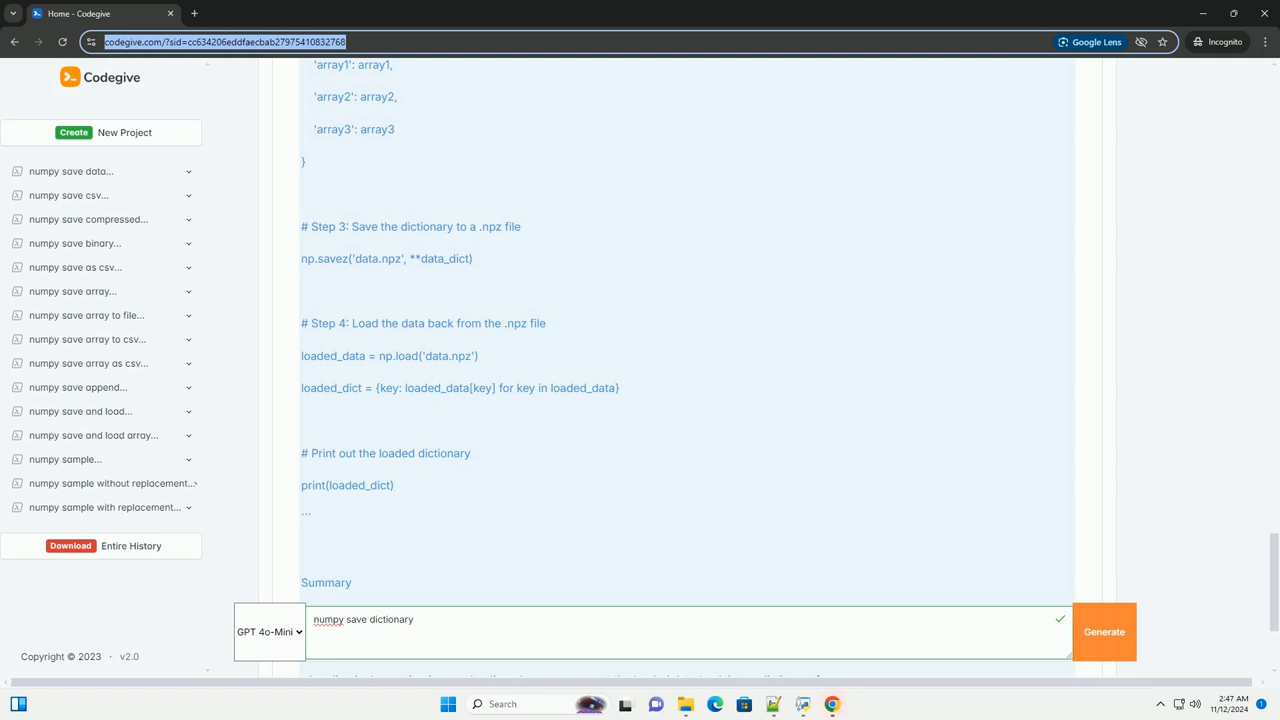 Home - Codegive
codegive.com/?sid=cc634206eddfaecbab27975410832768
Google Lens
Incognito
Codegive
Create New Project
numpy save data...
numpy save csv...
numpy save compressed...
numpy save binary...
numpy save as csv...
numpy save array...
numpy save array to file...
numpy save array to csv...
numpy save array as csv...
numpy save append...
numpy save and load...
numpy save and load array...
numpy sample...
numpy sample without replacement...
numpy sample with replacement...
Download Entire History
Copyright © 2023 · v2.0
'array1': array1,
'array2': array2,
'array3': array3
}
# Step 3: Save the dictionary to a .npz file
np.savez('data.npz', **data_dict)
# Step 4: Load the data back from the .npz file
loaded_data = np.load('data.npz')
loaded_dict = {key: loaded_data[key] for key in loaded_data}
# Print out the loaded dictionary
print(loaded_dict)
```
Summary
GPT 4o-Mini
numpy save dictionary
Generate
Search
2:47 AM
11/12/2024